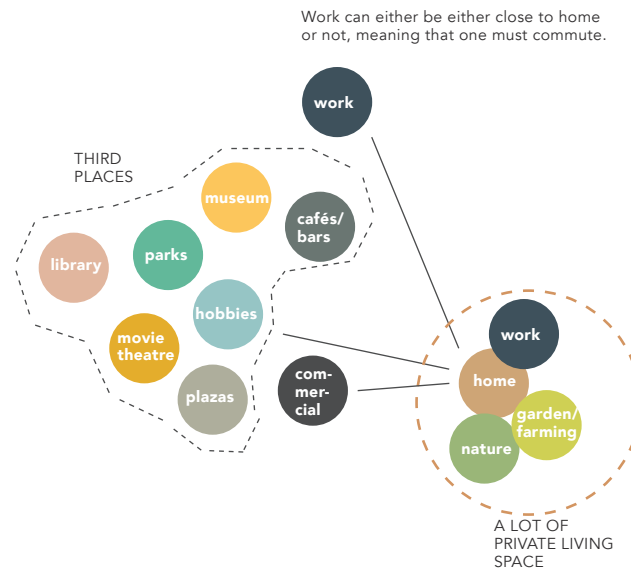 Work can either be either close to home
or not, meaning that one must commute.
work
THIRD
PLACES
museum
cafés/
bars
parks
library
hobbies
movie
theatre
plazas
com-
mer-
cial
work
home
garden/
farming
nature
A LOT OF
PRIVATE LIVING
SPACE